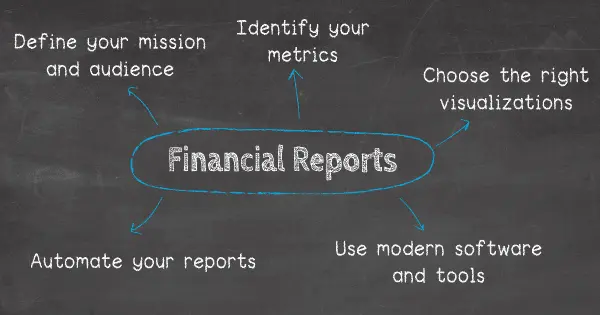 Define your mission
and audience
Identify your
metrics
Choose the right
visualizations
Financial Reports
Automate your reports
Use modern software
and tools